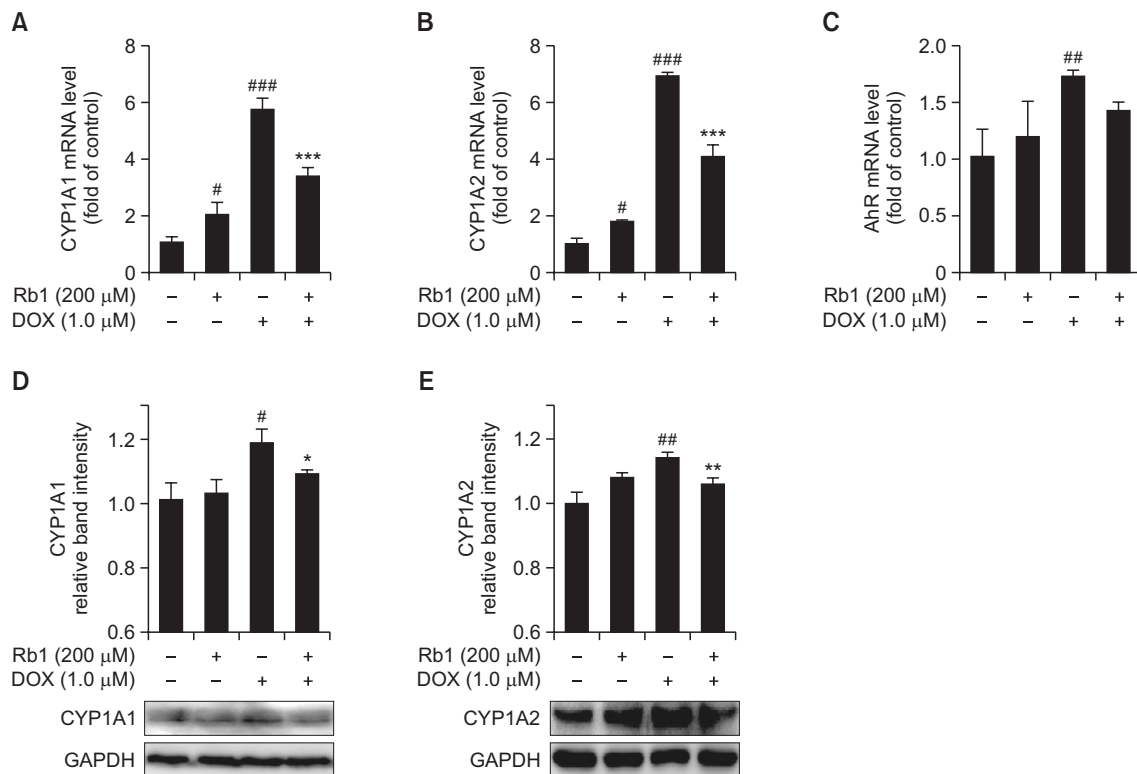 A
CYP1A1 mRNA level
(fold of control)
8
6
4
2
0
#
###
***
Rb1 (200 μM) – + – +
DOX (1.0 μM) – – + +
B
CYP1A2 mRNA level
(fold of control)
8
6
4
2
0
#
###
***
Rb1 (200 μM) – + – +
DOX (1.0 μM) – – + +
C
AhR mRNA level
(fold of control)
2.0
1.5
1.0
0.5
0
##
Rb1 (200 μM) – + – +
DOX (1.0 μM) – – + +
D
CYP1A1
relative band intensity
1.2
1.0
0.8
0.6
#
*
Rb1 (200 μM) – + – +
DOX (1.0 μM) – – + +
CYP1A1
GAPDH
E
CYP1A2
relative band intensity
1.2
1.0
0.8
0.6
##
**
Rb1 (200 μM) – + – +
DOX (1.0 μM) – – + +
CYP1A2
GAPDH